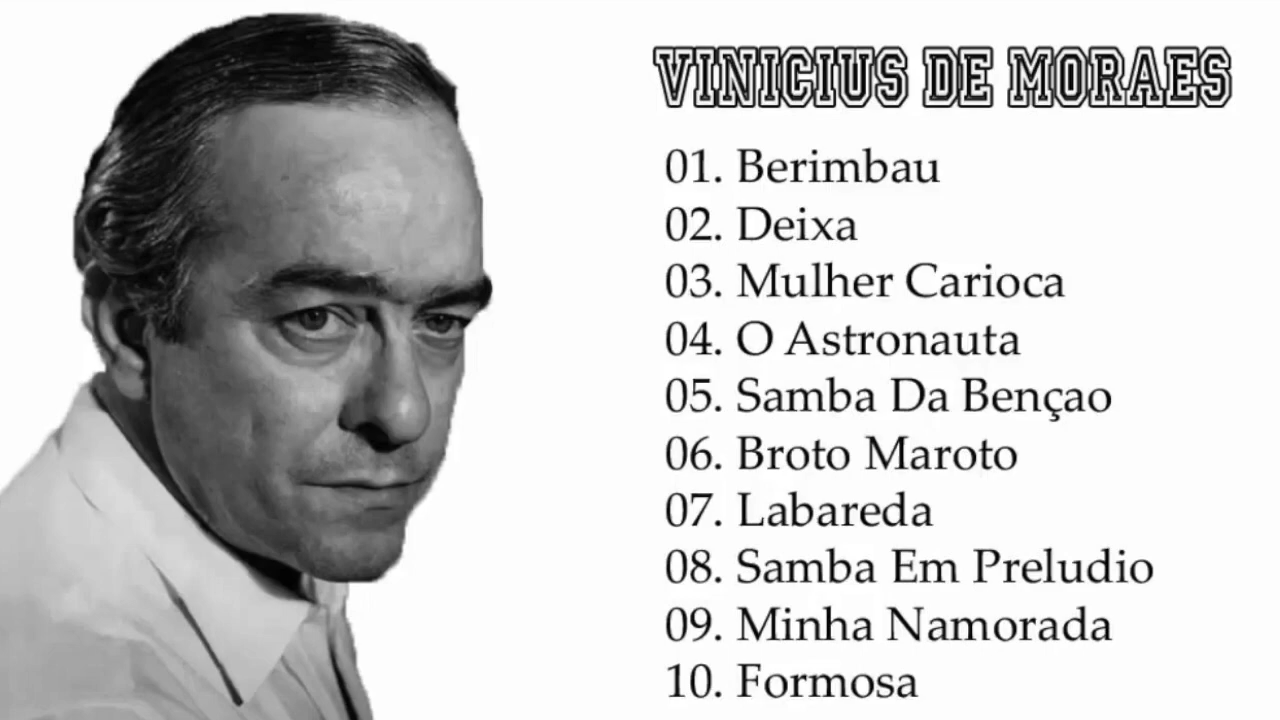 VINICIUS DE MORAES
01. Berimbau
02. Deixa
03. Mulher Carioca
04. O Astronauta
05. Samba Da Bençao
06. Broto Maroto
07. Labareda
08. Samba Em Preludio
09. Minha Namorada
10. Formosa